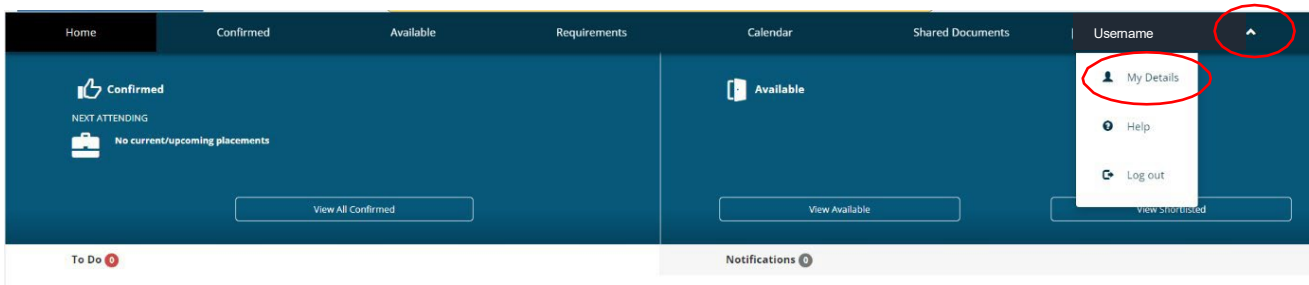 Home
Confirmed
Available
Requirements
Calendar
Shared Documents
Username
My Details
Help
Log out
Confirmed
NEXT ATTENDING
No current/upcoming placements
View All Confirmed
Available
View Available
View Shortlisted
To Do 0
Notifications 0